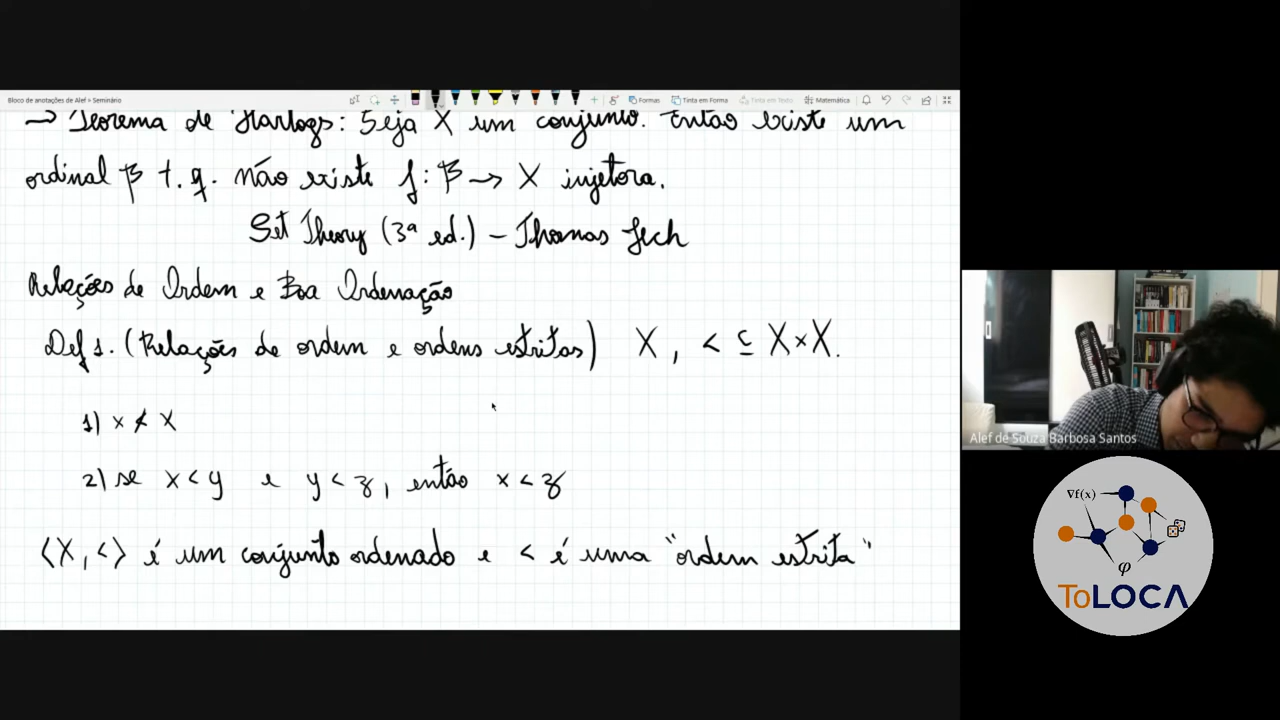 Bloco de anotações de Alef » Seminário
Formas
Tinta em Forma
Tinta em Texto
Matemática
→ Teorema de Hartogs: Seja X um conjunto. Então existe um
ordinal β t.q. não existe f: β → X injetora.
Set Theory (3ª ed.) - Thomas Jech
Relações de Ordem e Boa Ordenação
Def 1. (Relações de ordem e ordens estritas) X, < ⊆ X×X.
1) x ≮ x
2) se x < y e y < z, então x < z
⟨X, <⟩ é um conjunto ordenado e < é uma "ordem estrita"
Alef de Souza Barbosa Santos
∇f(x)
φ
ToLOCA